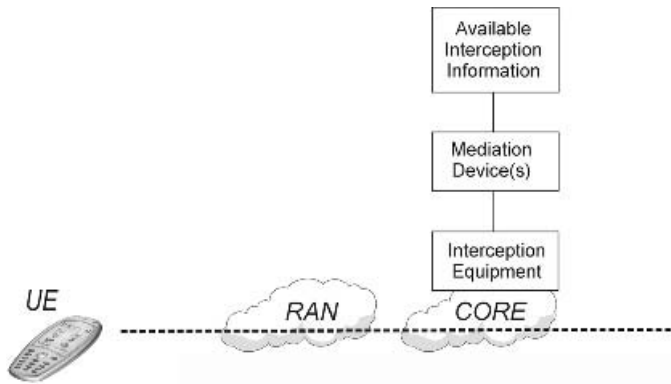 Available
Interception
Information
Mediation
Device(s)
Interception
Equipment
UE
RAN
CORE